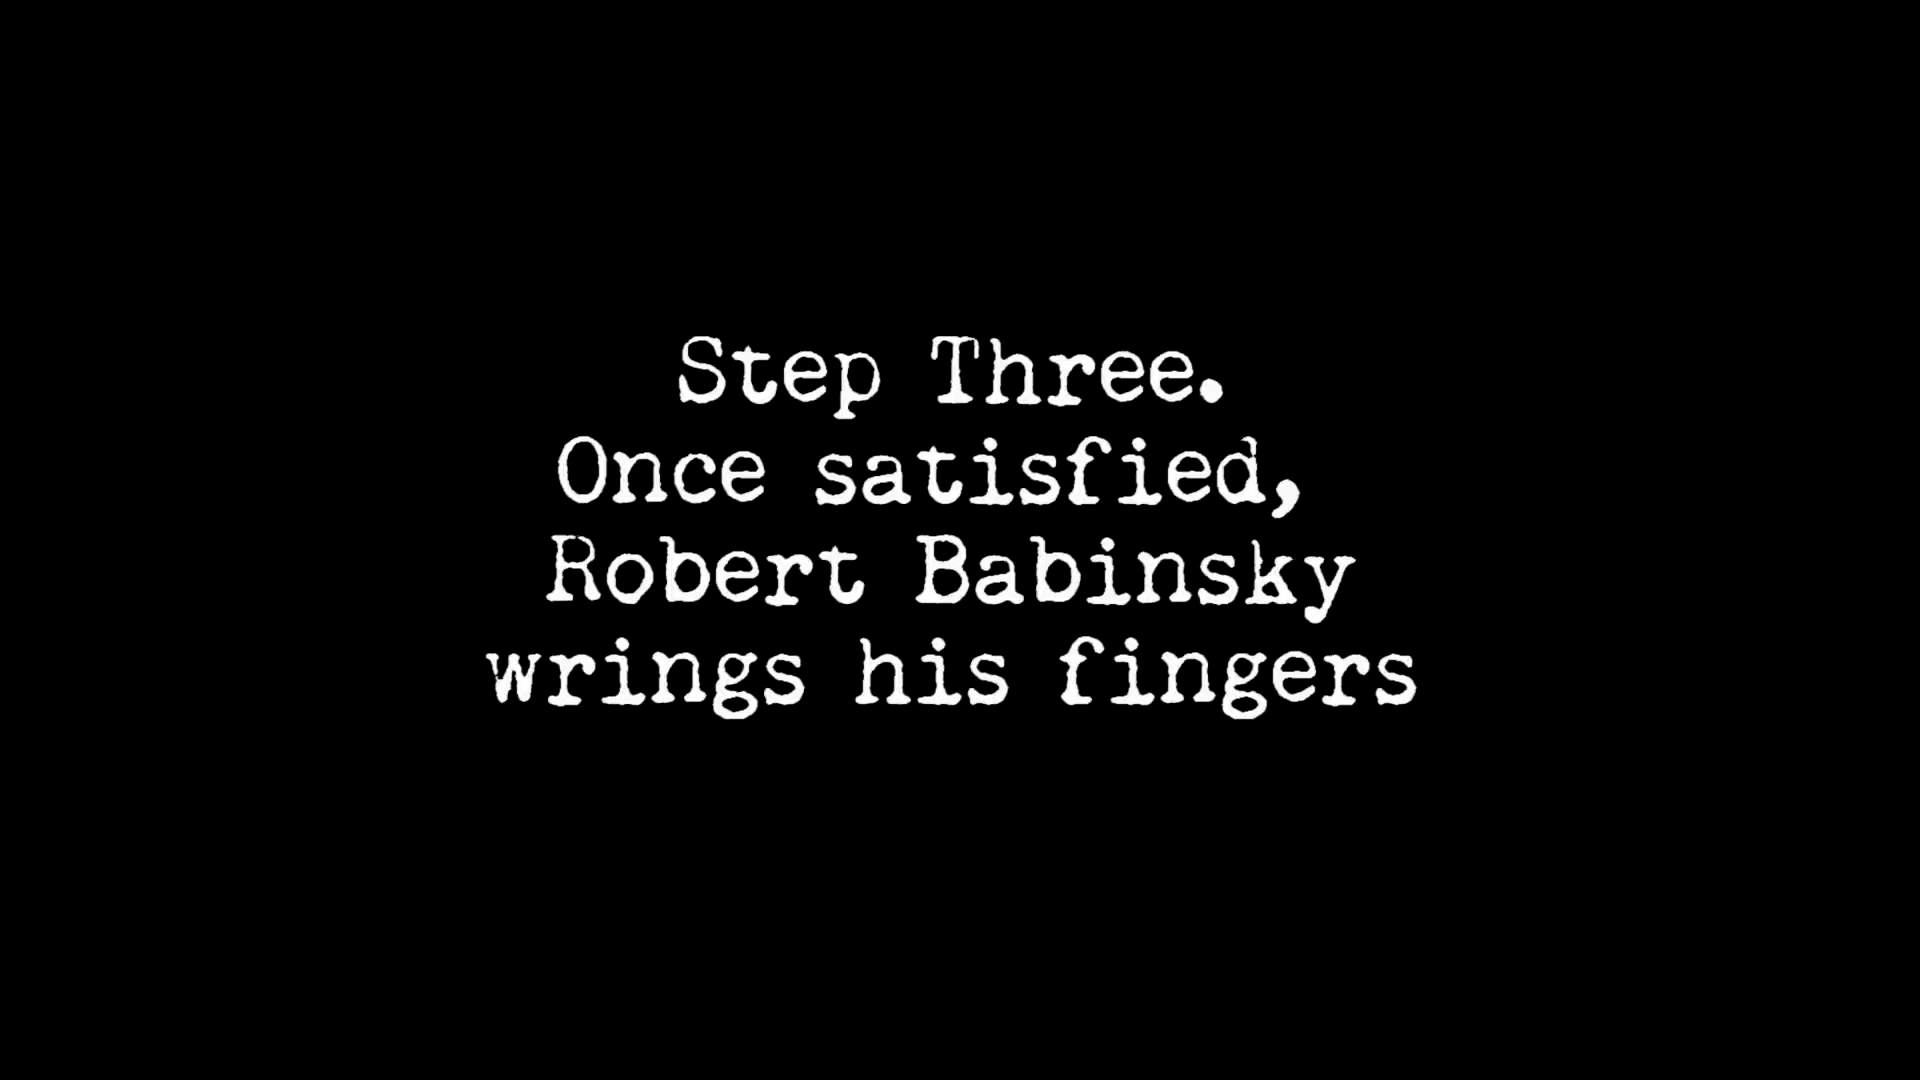 Step Three.
Once satisfied,
Robert Babinsky
wrings his fingers